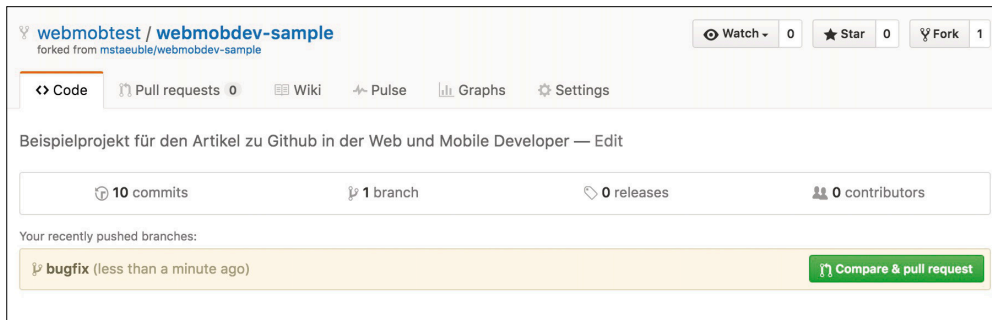 webmobtest / webmobdev-sample
forked from mstaeuble/webmobdev-sample
Watch 0 Star 0 Fork 1
Code Pull requests 0 Wiki Pulse Graphs Settings
Beispielprojekt für den Artikel zu Github in der Web und Mobile Developer — Edit
10 commits 1 branch 0 releases 0 contributors
Your recently pushed branches:
bugfix (less than a minute ago) Compare & pull request